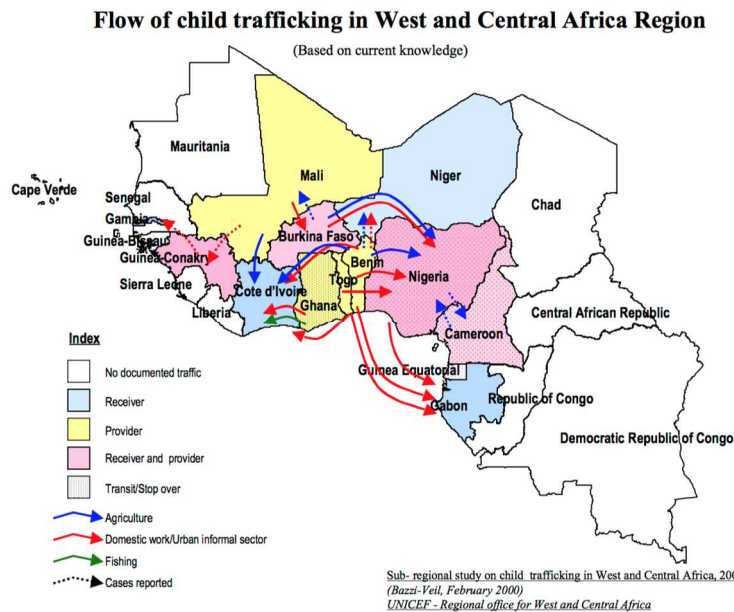 Flow of child trafficking in West and Central Africa Region
(Based on current knowledge)
Mauritania
Mali
Niger
Chad
Cape Verde
Senegal
Gambia
Guinea-Bissau
Guinea-Conakry
Sierra Leone
Liberia
Burkina Faso
Benin
Togo
Nigeria
Cote d'Ivoire
Ghana
Cameroon
Central African Republic
Guinea Equatorial
Gabon
Republic of Congo
Democratic Republic of Congo
Index
No documented traffic
Receiver
Provider
Receiver and provider
Transit/Stop over
Agriculture
Domestic work/Urban informal sector
Fishing
Cases reported
Sub- regional study on child trafficking in West and Central Africa, 200
(Bazzi-Veil, February 2000)
UNICEF - Regional office for West and Central Africa